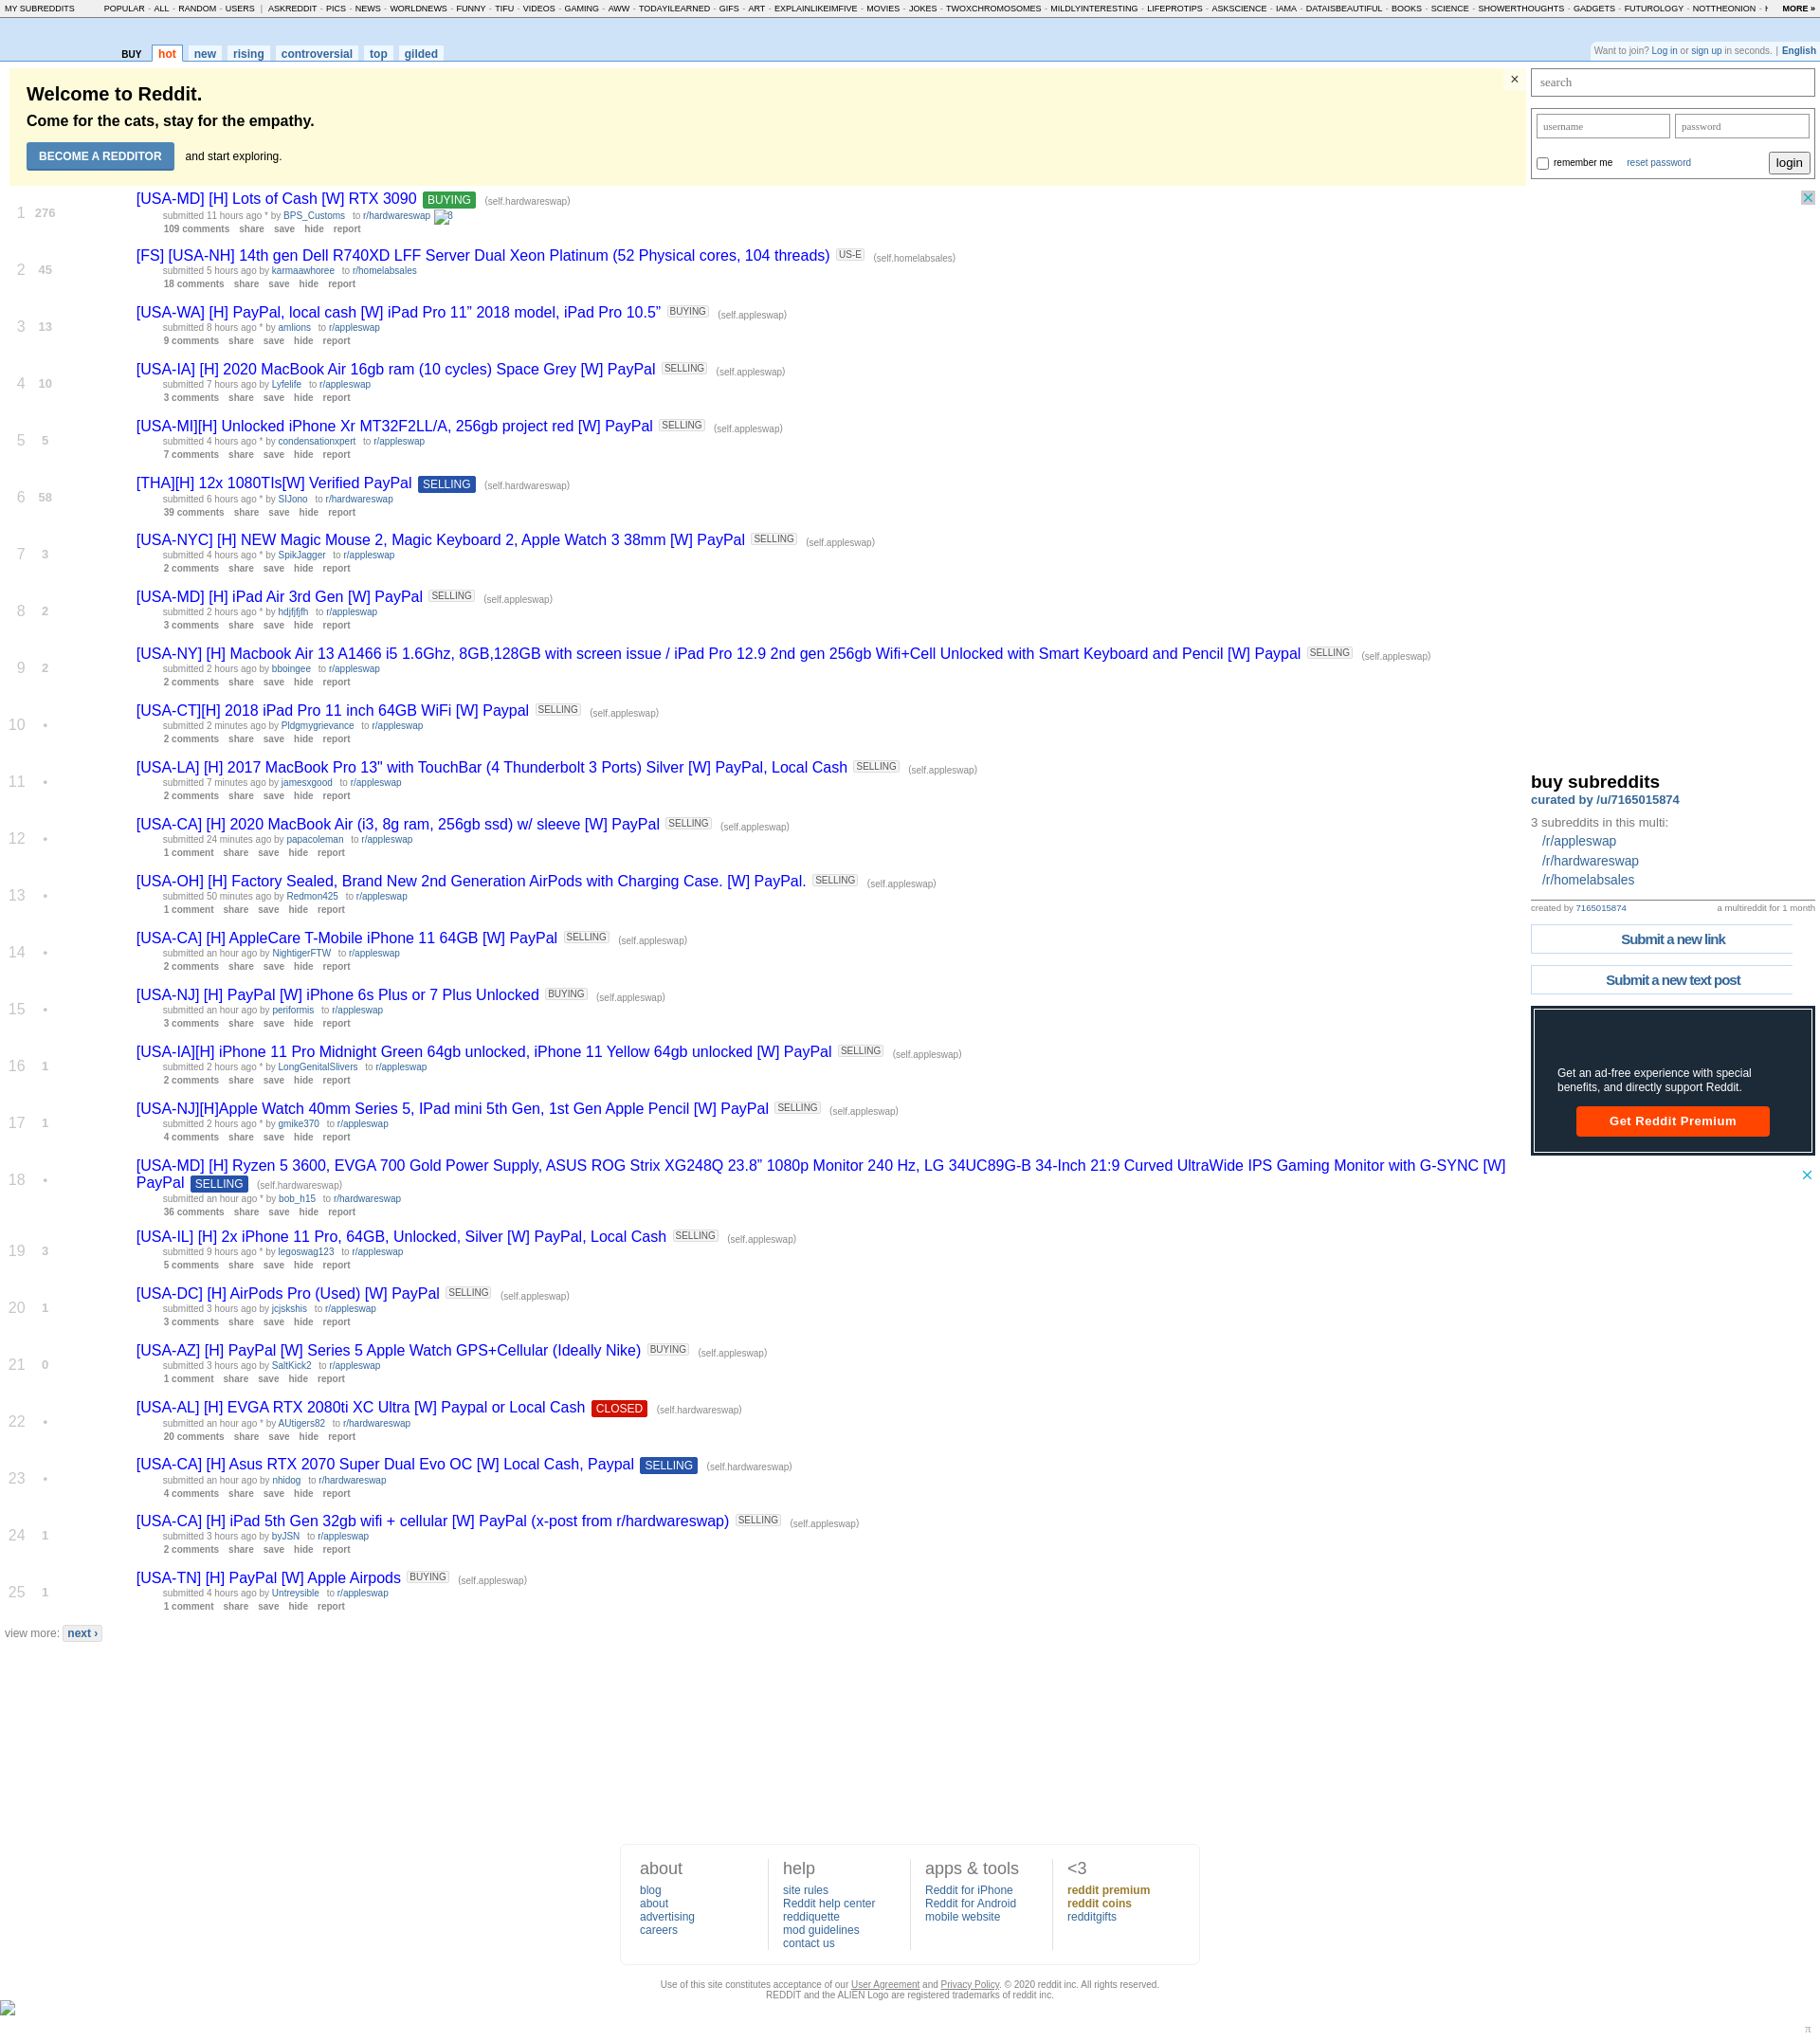 MY SUBREDDITS POPULAR - ALL - RANDOM - USERS | ASKREDDIT - PICS - NEWS - WORLDNEWS - FUNNY - TIFU - VIDEOS - GAMING - AWW - TODAYILEARNED - GIFS - ART - EXPLAINLIKEIMFIVE - MOVIES - JOKES - TWOXCHROMOSOMES - MILDLYINTERESTING - LIFEPROTIPS - ASKSCIENCE - IAMA - DATAISBEAUTIFUL - BOOKS - SCIENCE - SHOWERTHOUGHTS - GADGETS - FUTUROLOGY - NOTTHEONION - MORE »
BUY hot new rising controversial top gilded
Want to join? Log in or sign up in seconds. | English
Welcome to Reddit.
Come for the cats, stay for the empathy.
BECOME A REDDITOR and start exploring.
×
search
username password
remember me reset password login
1 276 [USA-MD] [H] Lots of Cash [W] RTX 3090 BUYING (self.hardwareswap)
submitted 11 hours ago * by BPS_Customs to r/hardwareswap 8
109 comments share save hide report
2 45 [FS] [USA-NH] 14th gen Dell R740XD LFF Server Dual Xeon Platinum (52 Physical cores, 104 threads) US-E (self.homelabsales)
submitted 5 hours ago by karmaawhoree to r/homelabsales
18 comments share save hide report
3 13 [USA-WA] [H] PayPal, local cash [W] iPad Pro 11” 2018 model, iPad Pro 10.5” BUYING (self.appleswap)
submitted 8 hours ago * by amlions to r/appleswap
9 comments share save hide report
4 10 [USA-IA] [H] 2020 MacBook Air 16gb ram (10 cycles) Space Grey [W] PayPal SELLING (self.appleswap)
submitted 7 hours ago by Lyfelife to r/appleswap
3 comments share save hide report
5 5 [USA-MI][H] Unlocked iPhone Xr MT32F2LL/A, 256gb project red [W] PayPal SELLING (self.appleswap)
submitted 4 hours ago * by condensationxpert to r/appleswap
7 comments share save hide report
6 58 [THA][H] 12x 1080TIs[W] Verified PayPal SELLING (self.hardwareswap)
submitted 6 hours ago * by SIJono to r/hardwareswap
39 comments share save hide report
7 3 [USA-NYC] [H] NEW Magic Mouse 2, Magic Keyboard 2, Apple Watch 3 38mm [W] PayPal SELLING (self.appleswap)
submitted 4 hours ago * by SpikJagger to r/appleswap
2 comments share save hide report
8 2 [USA-MD] [H] iPad Air 3rd Gen [W] PayPal SELLING (self.appleswap)
submitted 2 hours ago * by hdjfjfjfh to r/appleswap
3 comments share save hide report
9 2 [USA-NY] [H] Macbook Air 13 A1466 i5 1.6Ghz, 8GB,128GB with screen issue / iPad Pro 12.9 2nd gen 256gb Wifi+Cell Unlocked with Smart Keyboard and Pencil [W] Paypal SELLING (self.appleswap)
submitted 2 hours ago by bboingee to r/appleswap
2 comments share save hide report
10 • [USA-CT][H] 2018 iPad Pro 11 inch 64GB WiFi [W] Paypal SELLING (self.appleswap)
submitted 2 minutes ago by Pldgmygrievance to r/appleswap
2 comments share save hide report
11 • [USA-LA] [H] 2017 MacBook Pro 13" with TouchBar (4 Thunderbolt 3 Ports) Silver [W] PayPal, Local Cash SELLING (self.appleswap)
submitted 7 minutes ago by jamesxgood to r/appleswap
2 comments share save hide report
12 • [USA-CA] [H] 2020 MacBook Air (i3, 8g ram, 256gb ssd) w/ sleeve [W] PayPal SELLING (self.appleswap)
submitted 24 minutes ago by papacoleman to r/appleswap
1 comment share save hide report
13 • [USA-OH] [H] Factory Sealed, Brand New 2nd Generation AirPods with Charging Case. [W] PayPal. SELLING (self.appleswap)
submitted 50 minutes ago by Redmon425 to r/appleswap
1 comment share save hide report
14 • [USA-CA] [H] AppleCare T-Mobile iPhone 11 64GB [W] PayPal SELLING (self.appleswap)
submitted an hour ago by NightigerFTW to r/appleswap
2 comments share save hide report
15 • [USA-NJ] [H] PayPal [W] iPhone 6s Plus or 7 Plus Unlocked BUYING (self.appleswap)
submitted an hour ago by periformis to r/appleswap
3 comments share save hide report
16 1 [USA-IA][H] iPhone 11 Pro Midnight Green 64gb unlocked, iPhone 11 Yellow 64gb unlocked [W] PayPal SELLING (self.appleswap)
submitted 2 hours ago * by LongGenitalSlivers to r/appleswap
2 comments share save hide report
17 1 [USA-NJ][H]Apple Watch 40mm Series 5, IPad mini 5th Gen, 1st Gen Apple Pencil [W] PayPal SELLING (self.appleswap)
submitted 2 hours ago * by gmike370 to r/appleswap
4 comments share save hide report
18 • [USA-MD] [H] Ryzen 5 3600, EVGA 700 Gold Power Supply, ASUS ROG Strix XG248Q 23.8” 1080p Monitor 240 Hz, LG 34UC89G-B 34-Inch 21:9 Curved UltraWide IPS Gaming Monitor with G-SYNC [W]
PayPal SELLING (self.hardwareswap)
submitted an hour ago * by bob_h15 to r/hardwareswap
36 comments share save hide report
19 3 [USA-IL] [H] 2x iPhone 11 Pro, 64GB, Unlocked, Silver [W] PayPal, Local Cash SELLING (self.appleswap)
submitted 9 hours ago * by legoswag123 to r/appleswap
5 comments share save hide report
20 1 [USA-DC] [H] AirPods Pro (Used) [W] PayPal SELLING (self.appleswap)
submitted 3 hours ago by jcjskshis to r/appleswap
3 comments share save hide report
21 0 [USA-AZ] [H] PayPal [W] Series 5 Apple Watch GPS+Cellular (Ideally Nike) BUYING (self.appleswap)
submitted 3 hours ago by SaltKick2 to r/appleswap
1 comment share save hide report
22 • [USA-AL] [H] EVGA RTX 2080ti XC Ultra [W] Paypal or Local Cash CLOSED (self.hardwareswap)
submitted an hour ago * by AUtigers82 to r/hardwareswap
20 comments share save hide report
23 • [USA-CA] [H] Asus RTX 2070 Super Dual Evo OC [W] Local Cash, Paypal SELLING (self.hardwareswap)
submitted an hour ago by nhidog to r/hardwareswap
4 comments share save hide report
24 1 [USA-CA] [H] iPad 5th Gen 32gb wifi + cellular [W] PayPal (x-post from r/hardwareswap) SELLING (self.appleswap)
submitted 3 hours ago by byJSN to r/appleswap
2 comments share save hide report
25 1 [USA-TN] [H] PayPal [W] Apple Airpods BUYING (self.appleswap)
submitted 4 hours ago by Untreysible to r/appleswap
1 comment share save hide report
view more: next ›
buy subreddits
curated by /u/7165015874
3 subreddits in this multi:
/r/appleswap
/r/hardwareswap
/r/homelabsales
created by 7165015874 a multireddit for 1 month
Submit a new link
Submit a new text post
Get an ad-free experience with special
benefits, and directly support Reddit.
Get Reddit Premium
about
blog
about
advertising
careers
help
site rules
Reddit help center
reddiquette
mod guidelines
contact us
apps & tools
Reddit for iPhone
Reddit for Android
mobile website
<3
reddit premium
reddit coins
redditgifts
Use of this site constitutes acceptance of our User Agreement and Privacy Policy. © 2020 reddit inc. All rights reserved.
REDDIT and the ALIEN Logo are registered trademarks of reddit inc.
π